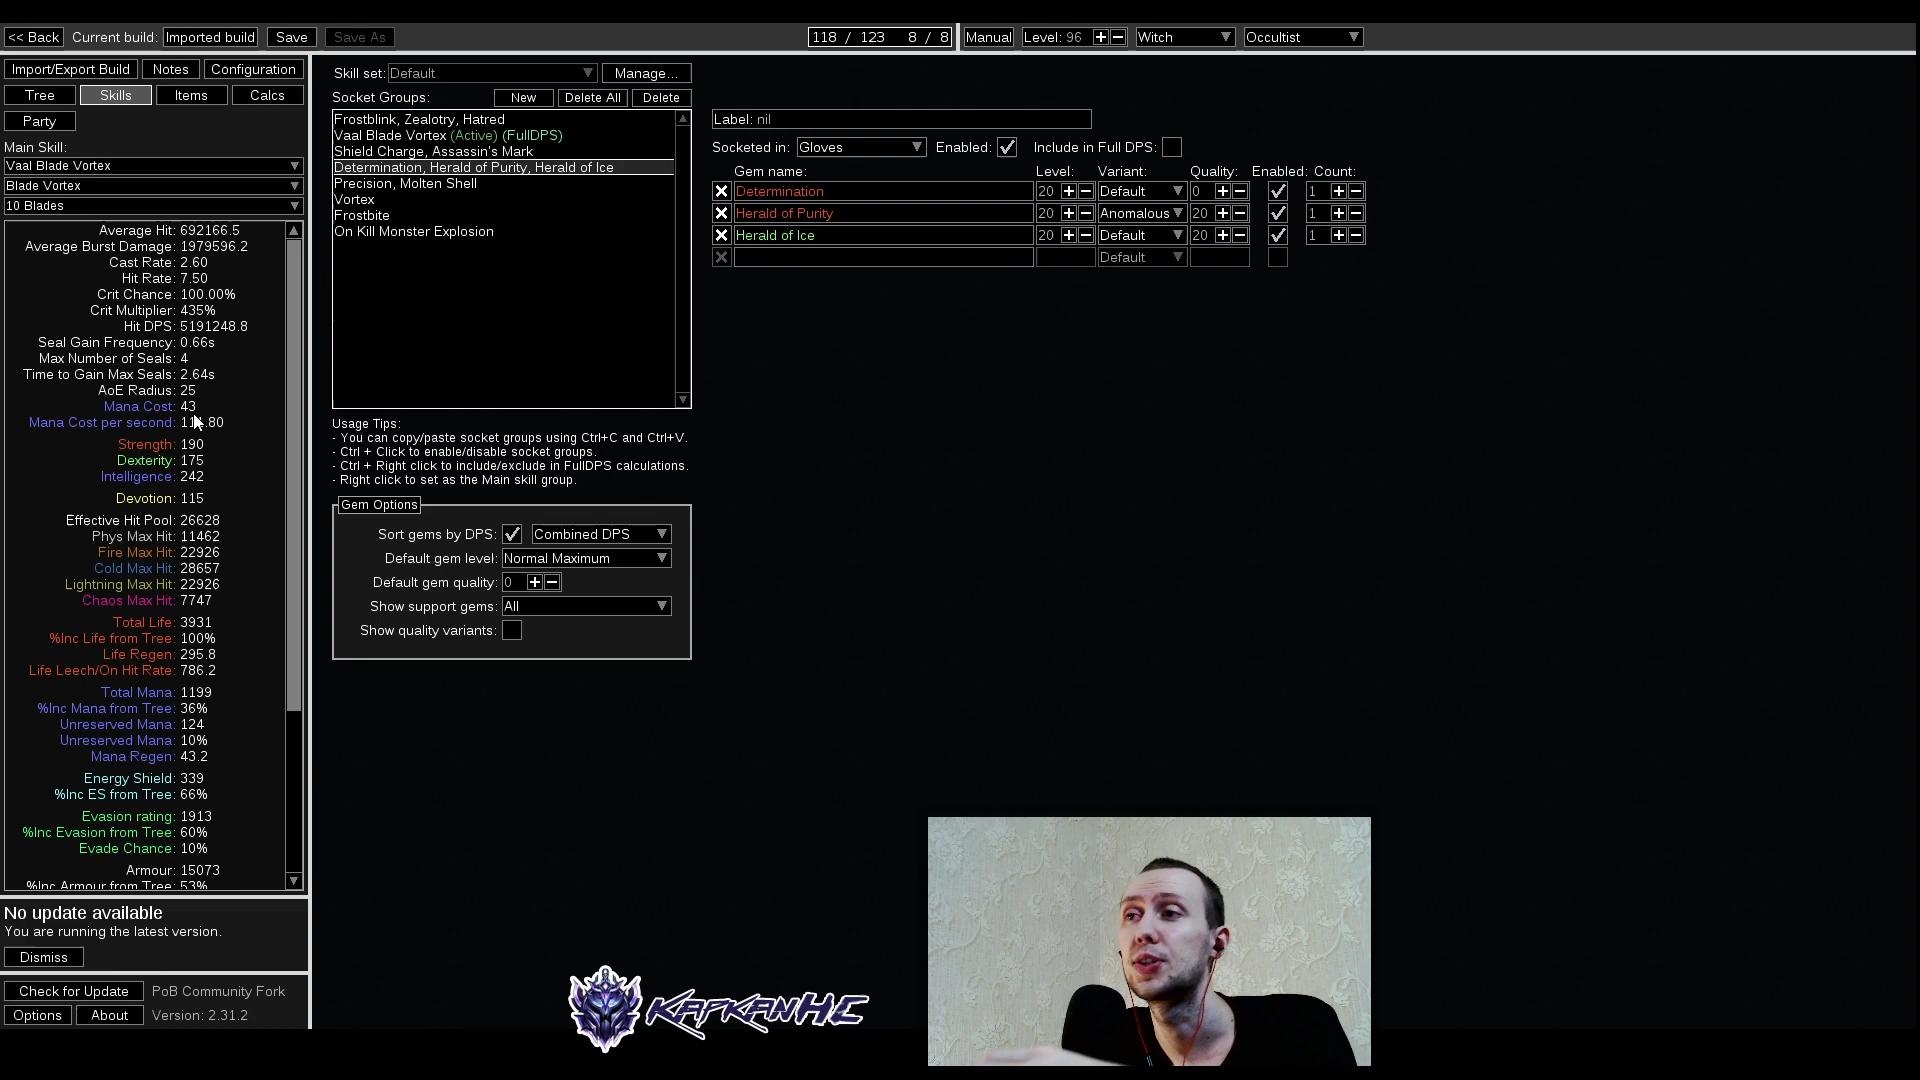 << Back Current build: Imported build Save Save As 118 / 123 8 / 8 Manual Level: 96 Witch Occultist
Import/Export Build Notes Configuration
Tree Skills Items Calcs
Party
Main Skill:
Vaal Blade Vortex
Blade Vortex
10 Blades
Average Hit: 692166.5
Average Burst Damage: 1979596.2
Cast Rate: 2.60
Hit Rate: 7.50
Crit Chance: 100.00%
Crit Multiplier: 435%
Hit DPS: 5191248.8
Seal Gain Frequency: 0.66s
Max Number of Seals: 4
Time to Gain Max Seals: 2.64s
AoE Radius: 25
Mana Cost: 43
Mana Cost per second:
Strength: 190
Dexterity: 175
Intelligence: 242
Devotion: 115
Effective Hit Pool: 26628
Phys Max Hit: 11462
Fire Max Hit: 22926
Cold Max Hit: 28657
Lightning Max Hit: 22926
Chaos Max Hit: 7747
Total Life: 3931
%Inc Life from Tree: 100%
Life Regen: 295.8
Life Leech/On Hit Rate: 786.2
Total Mana: 1199
%Inc Mana from Tree: 36%
Unreserved Mana: 124
Unreserved Mana: 10%
Mana Regen: 43.2
Energy Shield: 339
%Inc ES from Tree: 66%
Evasion rating: 1913
%Inc Evasion from Tree: 60%
Evade Chance: 10%
Armour: 15073
%Inc Armour from Tree: 53%
No update available
You are running the latest version.
Dismiss
Check for Update PoB Community Fork
Options About Version: 2.31.2
Skill set: Default Manage...
Socket Groups: New Delete All Delete
Frostblink, Zealotry, Hatred
Vaal Blade Vortex (Active) (FullDPS)
Shield Charge, Assassin's Mark
Determination, Herald of Purity, Herald of Ice
Precision, Molten Shell
Vortex
Frostbite
On Kill Monster Explosion
Usage Tips:
- You can copy/paste socket groups using Ctrl+C and Ctrl+V.
- Ctrl + Click to enable/disable socket groups.
- Ctrl + Right click to include/exclude in FullDPS calculations.
- Right click to set as the Main skill group.
Gem Options
Sort gems by DPS: Combined DPS
Default gem level: Normal Maximum
Default gem quality: 0
Show support gems: All
Show quality variants:
Label: nil
Socketed in: Gloves Enabled: Include in Full DPS:
Gem name: Level: Variant: Quality: Enabled: Count:
Determination 20 Default 0 1
Herald of Purity 20 Anomalous 20 1
Herald of Ice 20 Default 20 1
Default
KAPKANHC